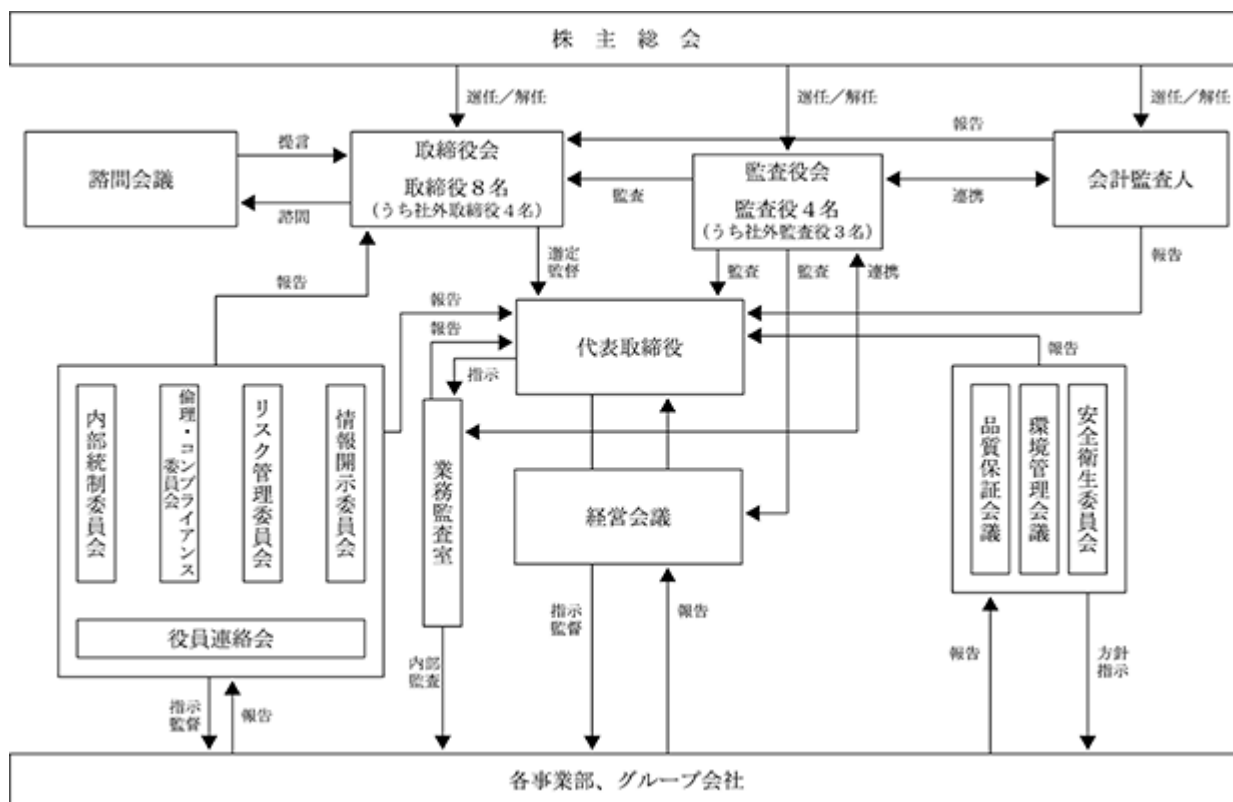 株主総会
選任／解任
選任／解任
選任／解任
諮問会議
提言
諮問
取締役会
取締役８名
（うち社外取締役４名）
監査
監査役会
監査役４名
（うち社外監査役３名）
報告
連携
会計監査人
報告
選定
監督
監査
監査
連携
報告
報告
報告
指示
代表取締役
報告
内部統制委員会
倫理・コンプライアンス
委員会
リスク管理委員会
情報開示委員会
役員連絡会
業務監査室
経営会議
品質保証会議
環境管理会議
安全衛生委員会
指示
監督
報告
内部
監査
指示
監督
報告
報告
方針
指示
各事業部、グループ会社